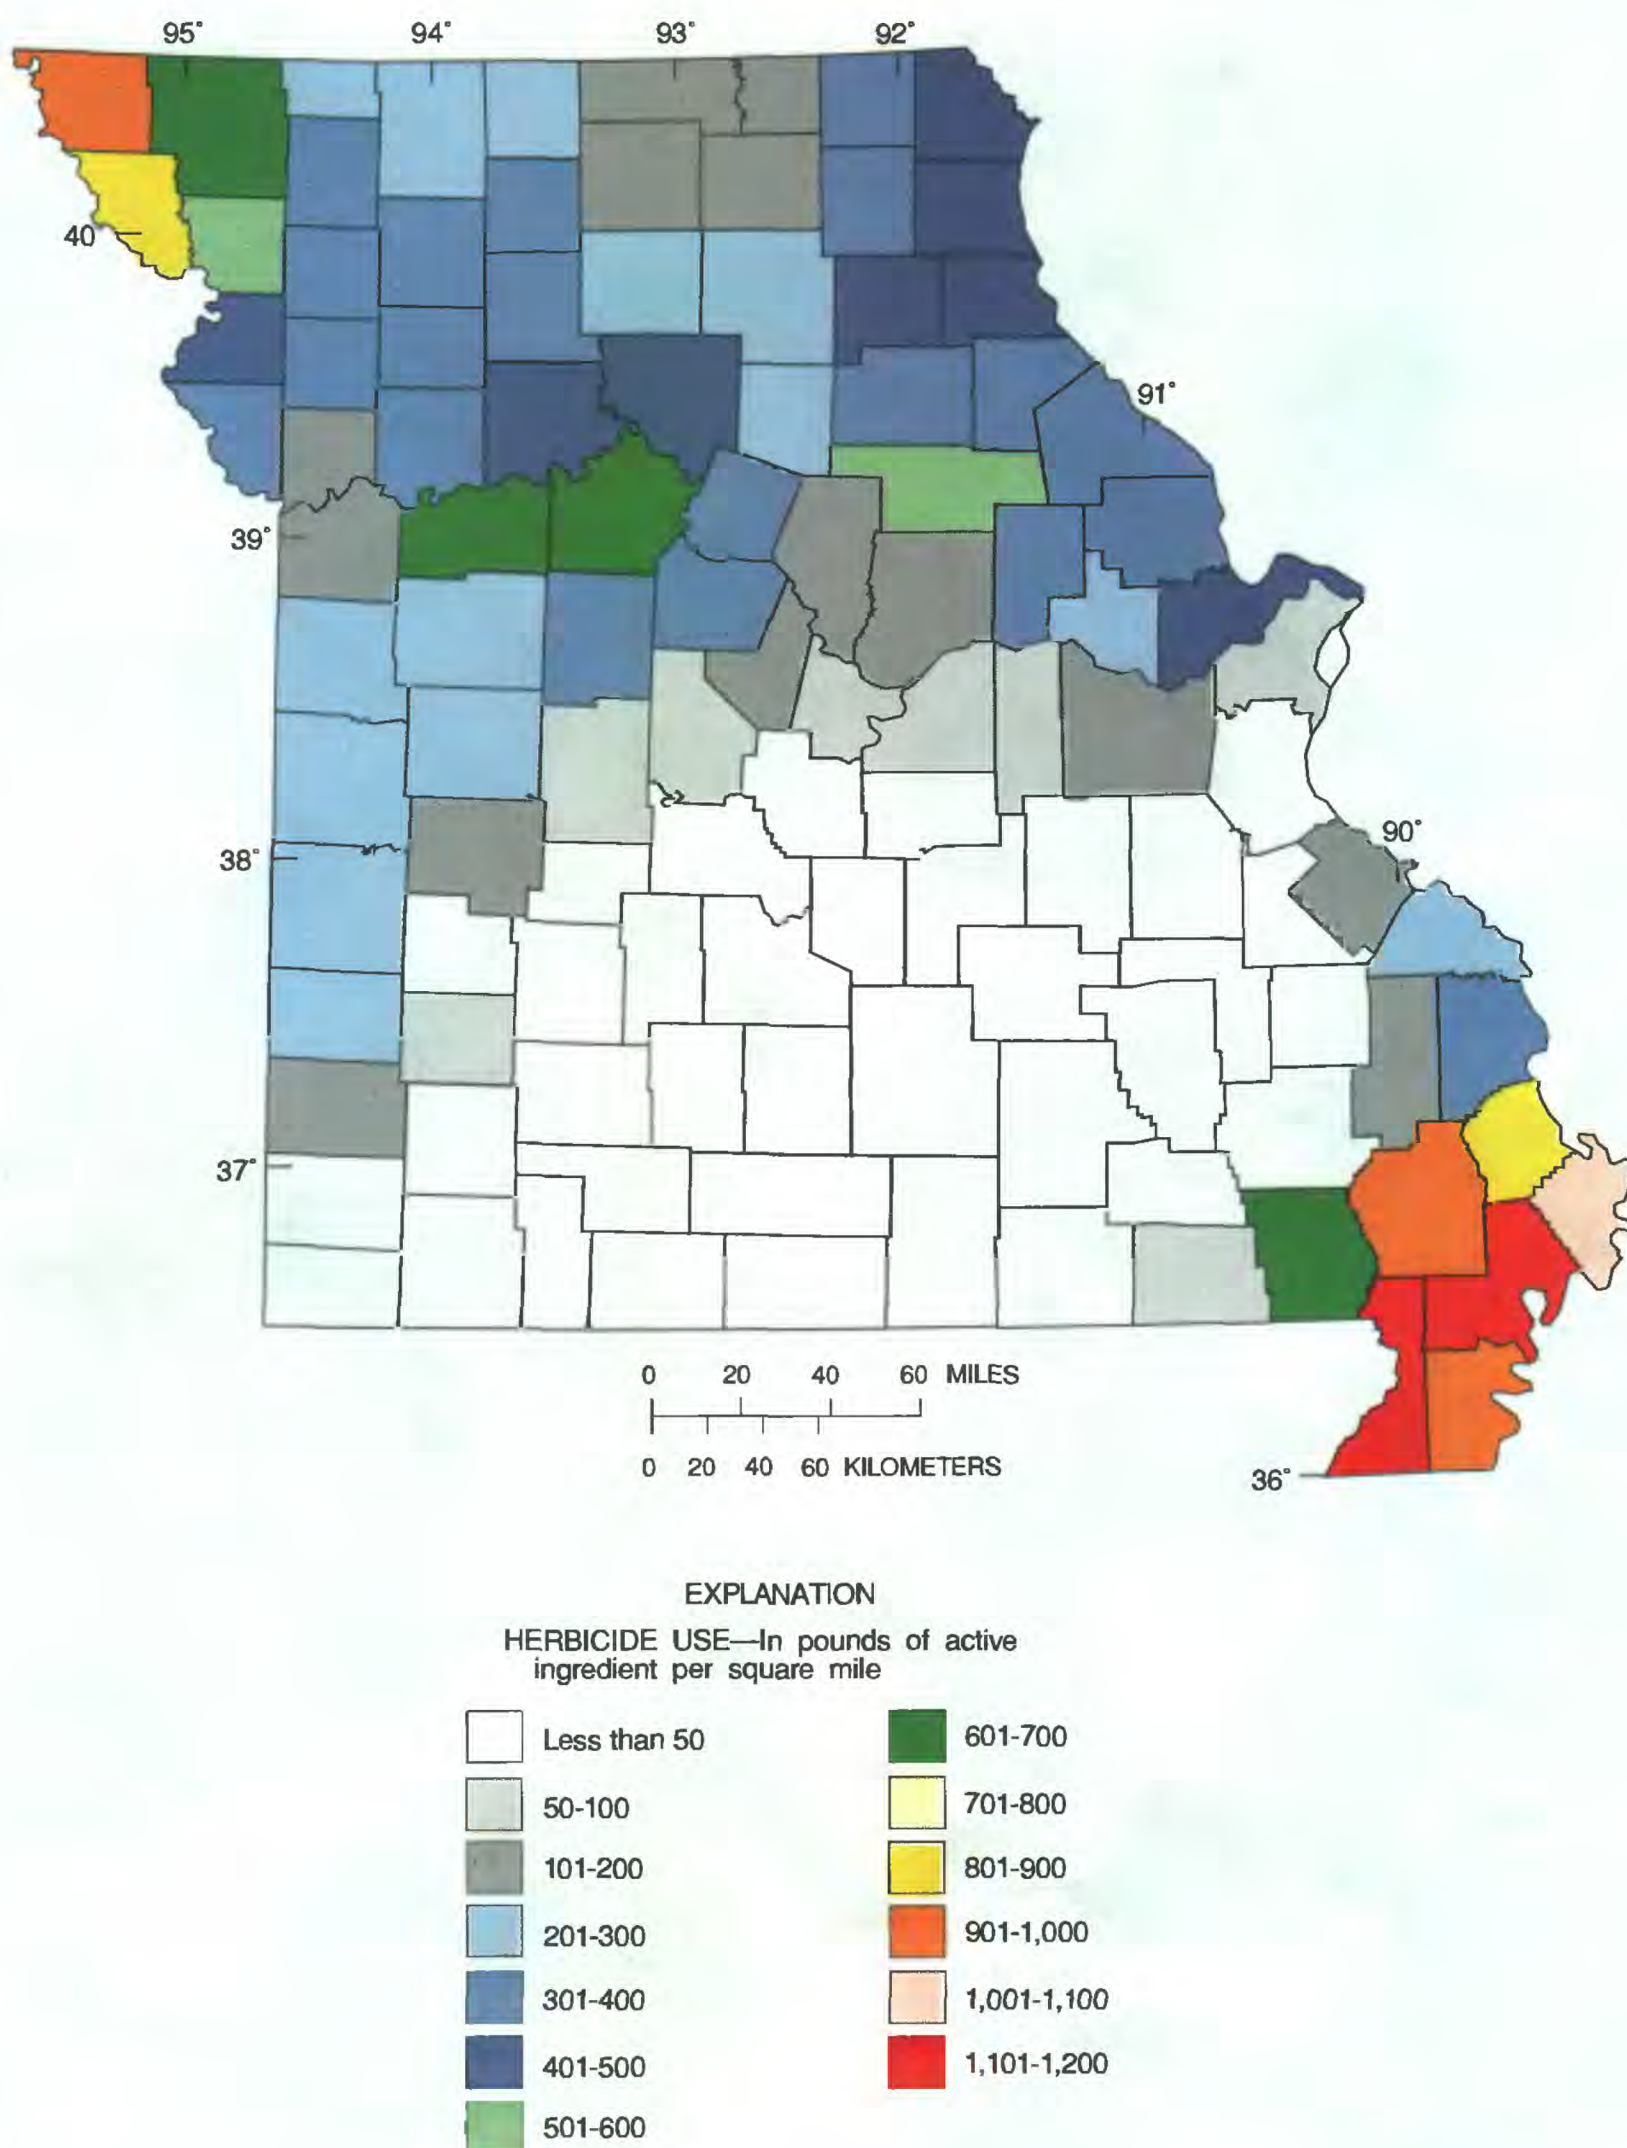 95° 94° 93° 92°
40
91°
39°
38°
90°
37°
0 20 40 60 MILES
0 20 40 60 KILOMETERS
36°
EXPLANATION
HERBICIDE USE—In pounds of active
ingredient per square mile
Less than 50
50-100
101-200
201-300
301-400
401-500
501-600
601-700
701-800
801-900
901-1,000
1,001-1,100
1,101-1,200